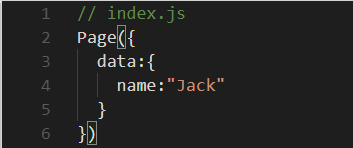 1 // index.js
2 Page({
3   data:{
4     name:"Jack"
5   }
6 })